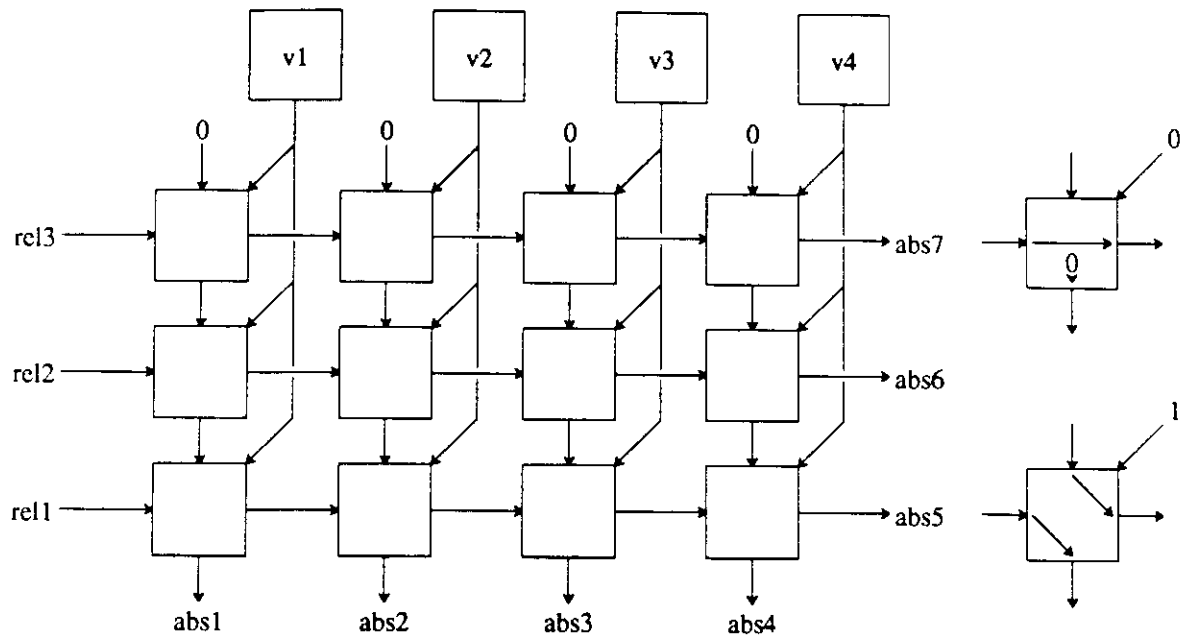 v1 v2 v3 v4
0 0 0 0 0
rel3 abs7
0
rel2 abs6
1
rel1 abs5
abs1 abs2 abs3 abs4